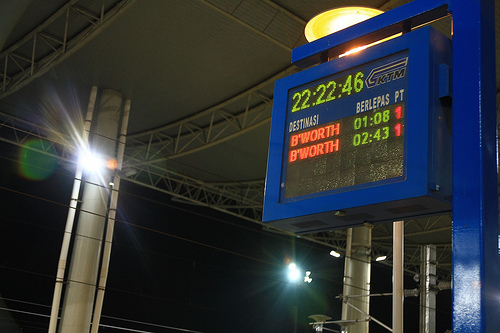 22:22:46 KTM
DESTINASI BERLEPAS PT
B'WORTH 01:08 1
B'WORTH 02:43 1